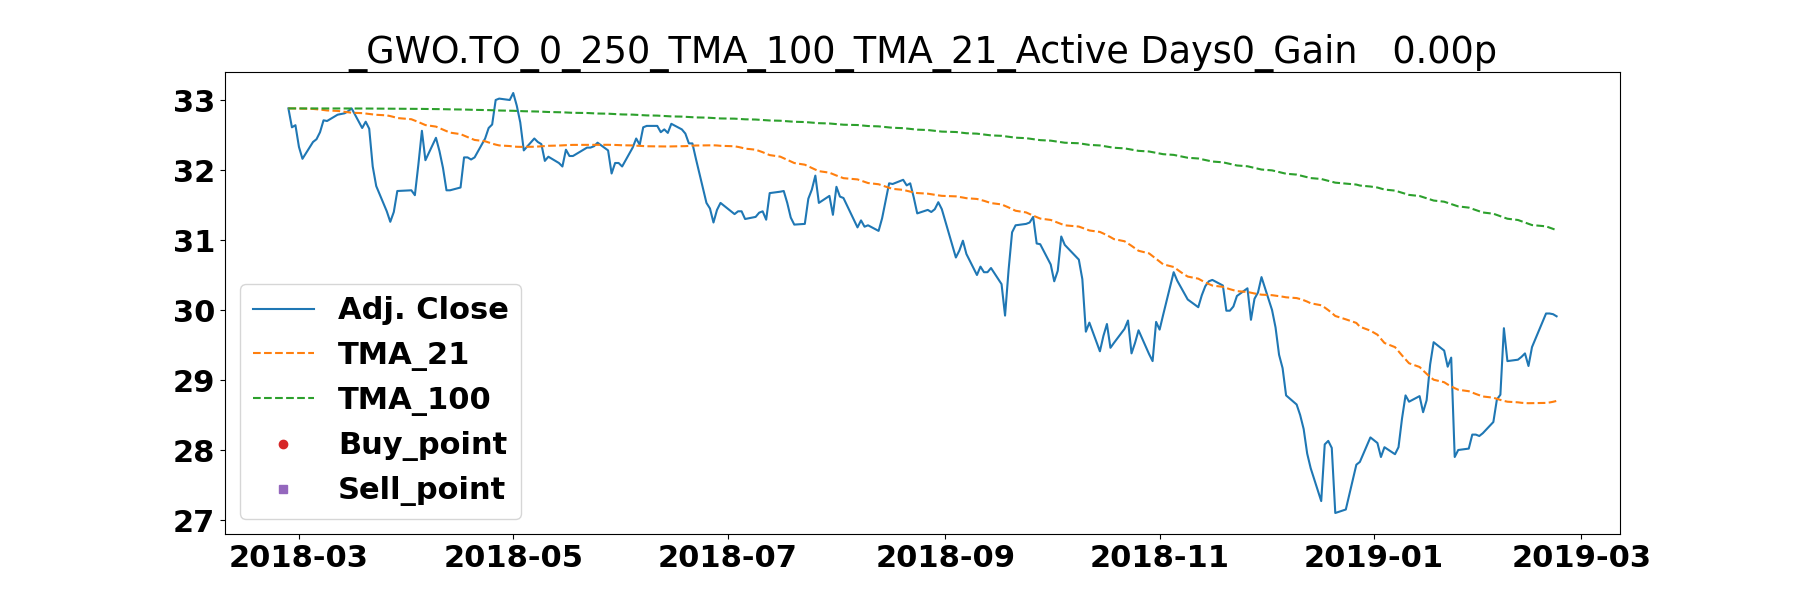 _GWO.TO_0_250_TMA_100_TMA_21_Active Days0_Gain   0.00p
33
32
31
30
29
28
27
Adj. Close
TMA_21
TMA_100
Buy_point
Sell_point
2018-03 2018-05 2018-07 2018-09 2018-11 2019-01 2019-03